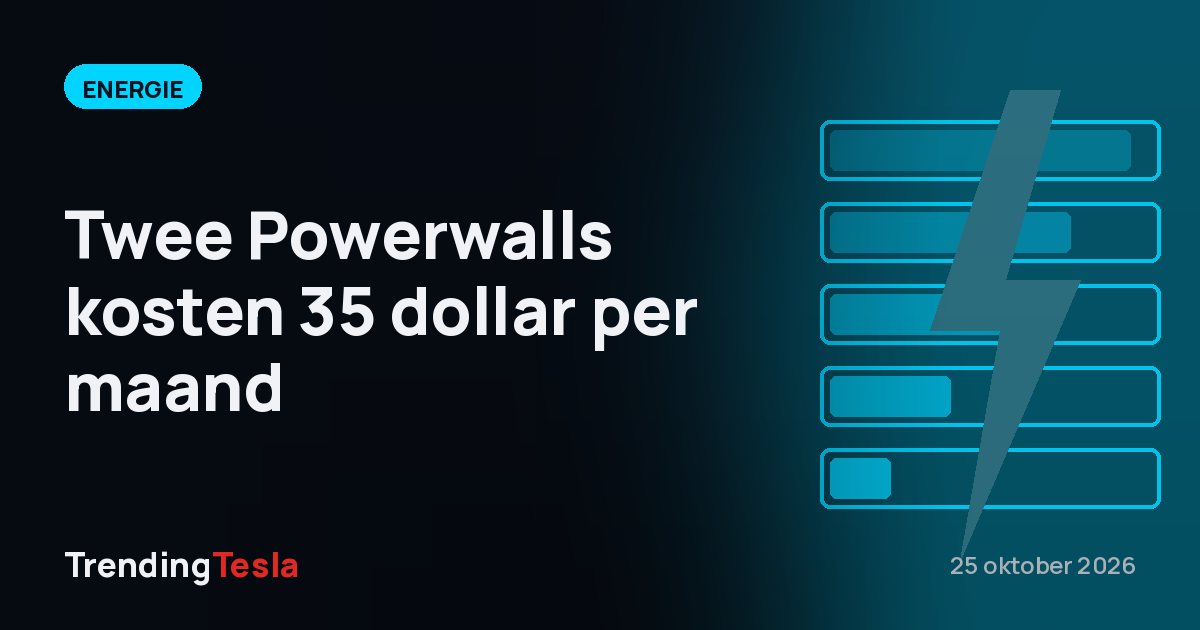 ENERGIE
Twee Powerwalls
kosten 35 dollar per
maand
TrendingTesla
25 oktober 2026